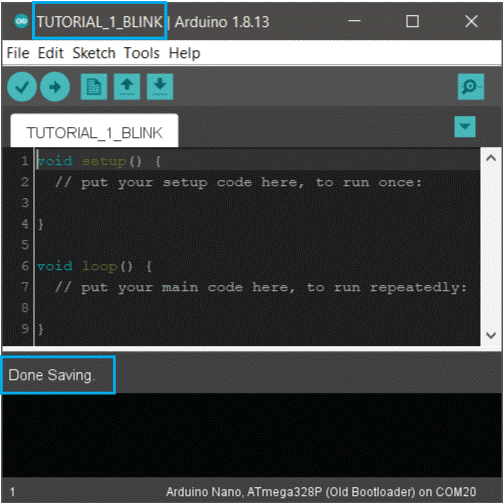 TUTORIAL_1_BLINK | Arduino 1.8.13
File Edit Sketch Tools Help
TUTORIAL_1_BLINK
1 void setup() {
2 // put your setup code here, to run once:
3
4 }
5
6 void loop() {
7 // put your main code here, to run repeatedly:
8
9 }
Done Saving.
1 Arduino Nano, ATmega328P (Old Bootloader) on COM20